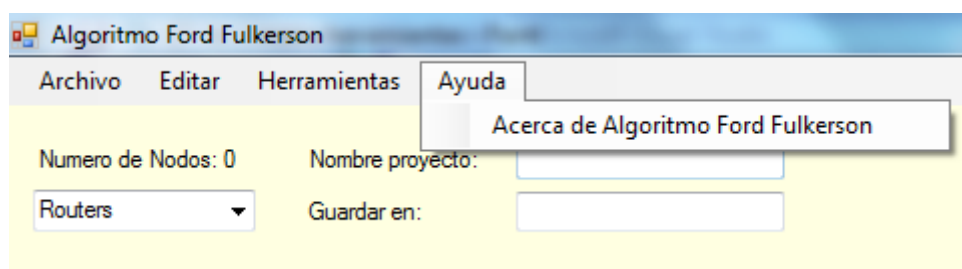 Algoritmo Ford Fulkerson
Archivo Editar Herramientas Ayuda
Acerca de Algoritmo Ford Fulkerson
Numero de Nodos: 0 Nombre proyecto:
Routers Guardar en: